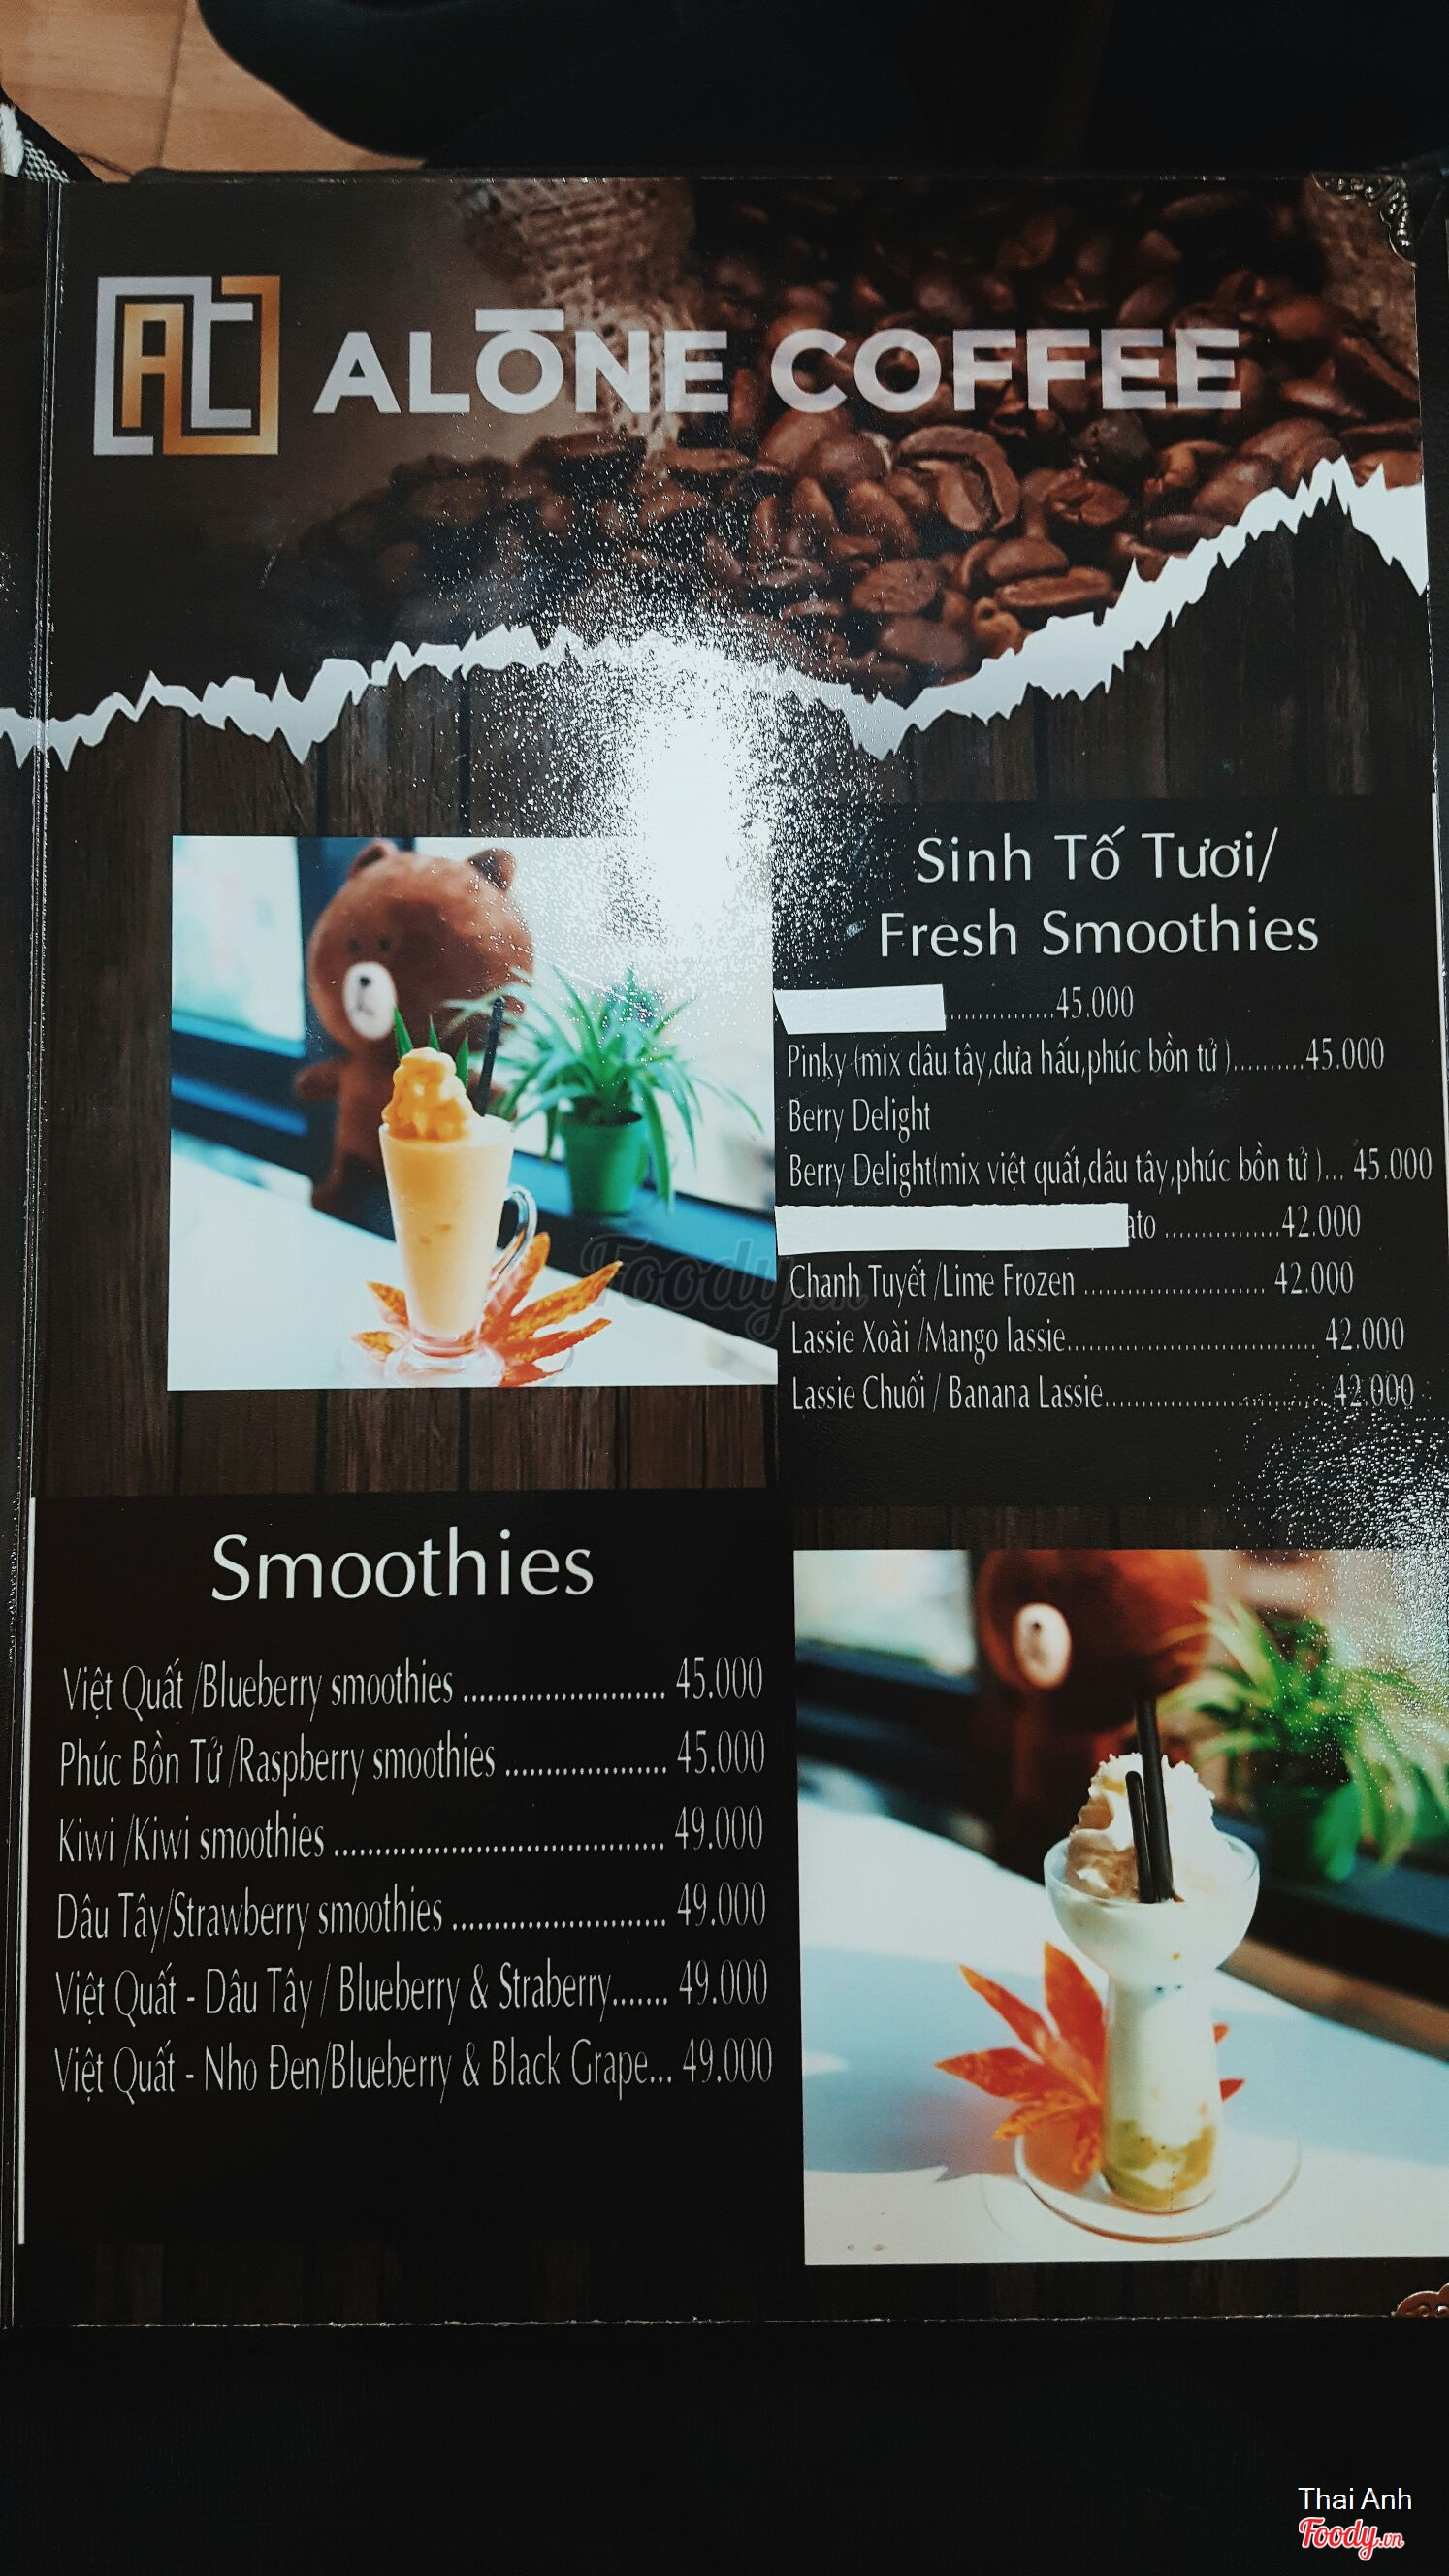 ALONE COFFEE
Sinh Tố Tươi/
Fresh Smoothies
................45.000
Pinky (mix dâu tây,dưa hấu,phúc bồn tử )..........45.000
Berry Delight
Berry Delight(mix việt quất,dâu tây,phúc bồn tử )... 45.000
ato ................42.000
Chanh Tuyết /Lime Frozen ......................... 42.000
Lassie Xoài /Mango lassie.................................. 42.000
Lassie Chuối / Banana Lassie.............................. 42.000
Smoothies
Việt Quất /Blueberry smoothies ......................... 45.000
Phúc Bồn Tử /Raspberry smoothies .................... 45.000
Kiwi /Kiwi smoothies ........................................ 49.000
Dâu Tây/Strawberry smoothies .......................... 49.000
Việt Quất - Dâu Tây / Blueberry & Straberry....... 49.000
Việt Quất - Nho Đen/Blueberry & Black Grape... 49.000
Foody.vn
Thai Anh
Foody.vn